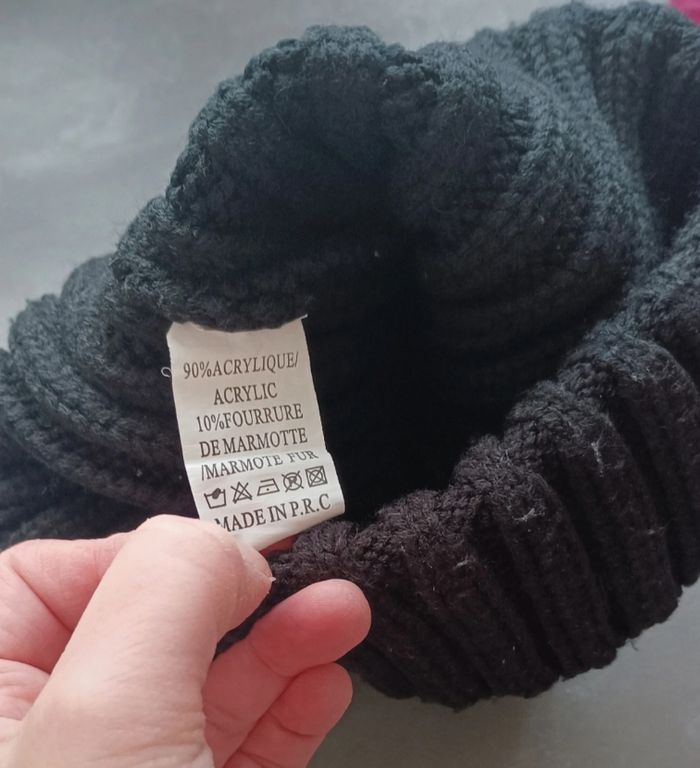 90%ACRYLIQUE/
ACRYLIC
10%FOURRURE
DE MARMOTTE
/MARMOTE FUR
MADE IN P.R.C